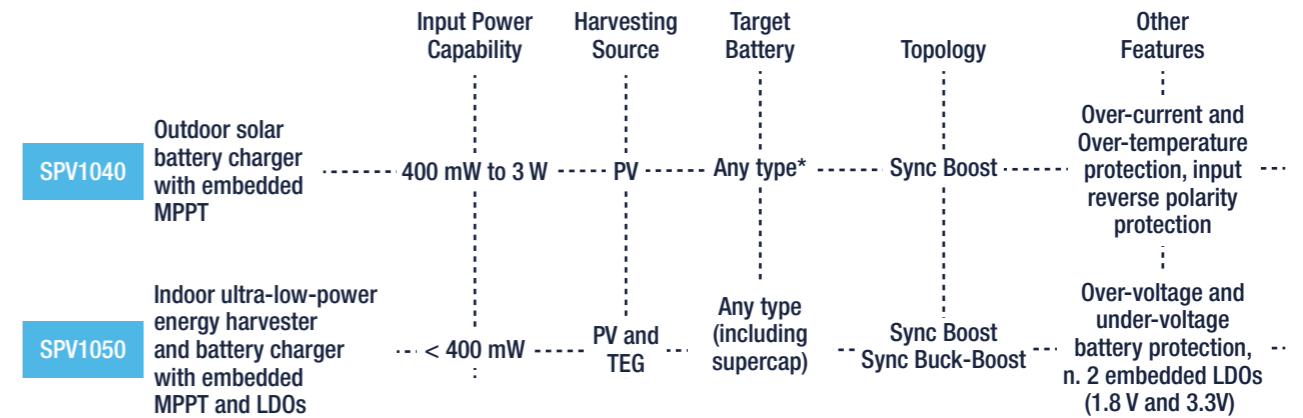 Input Power
Capability
Harvesting
Source
Target
Battery
Topology
Other
Features
SPV1040
Outdoor solar
battery charger
with embedded
MPPT
400 mW to 3 W
PV
Any type*
Sync Boost
Over-current and
Over-temperature
protection, input
reverse polarity
protection
SPV1050
Indoor ultra-low-power
energy harvester
and battery charger
with embedded
MPPT and LDOs
< 400 mW
PV and
TEG
Any type
(including
supercap)
Sync Boost
Sync Buck-Boost
Over-voltage and
under-voltage
battery protection,
n. 2 embedded LDOs
(1.8 V and 3.3V)